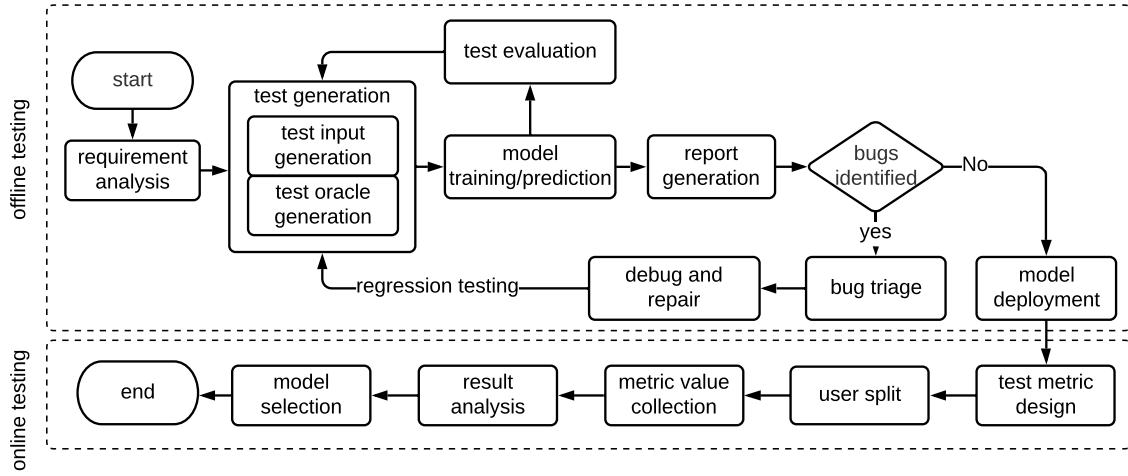 offline testing
start
requirement
analysis
test generation
test input
generation
test oracle
generation
test evaluation
model
training/prediction
report
generation
bugs
identified
No
yes
regression testing
debug and
repair
bug triage
model
deployment
online testing
end
model
selection
result
analysis
metric value
collection
user split
test metric
design